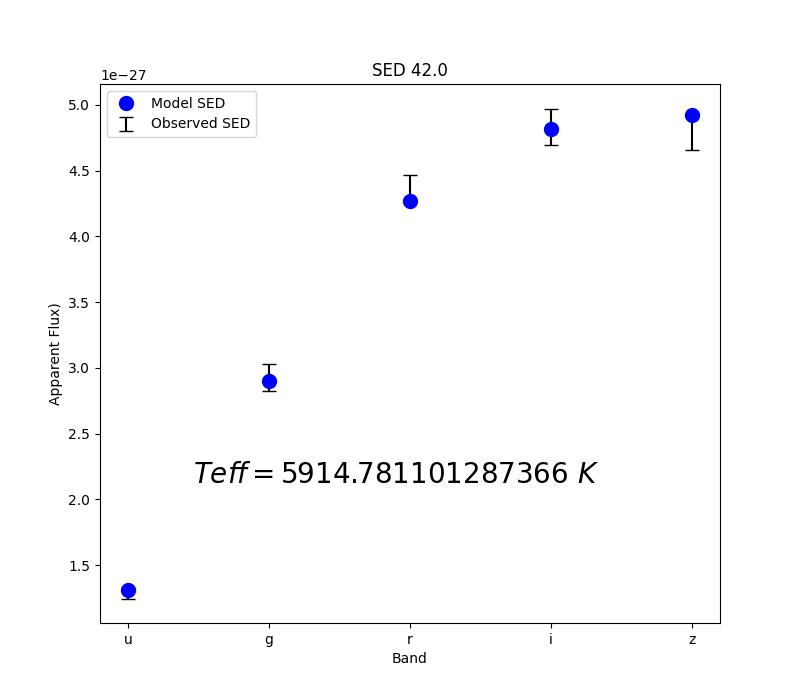 SED 42.0
1e−27
Model SED
Observed SED
5.0
4.5
4.0
3.5
3.0
2.5
2.0
1.5
Apparent Flux)
Teff = 5914.781101287366 K
u g r i z
Band